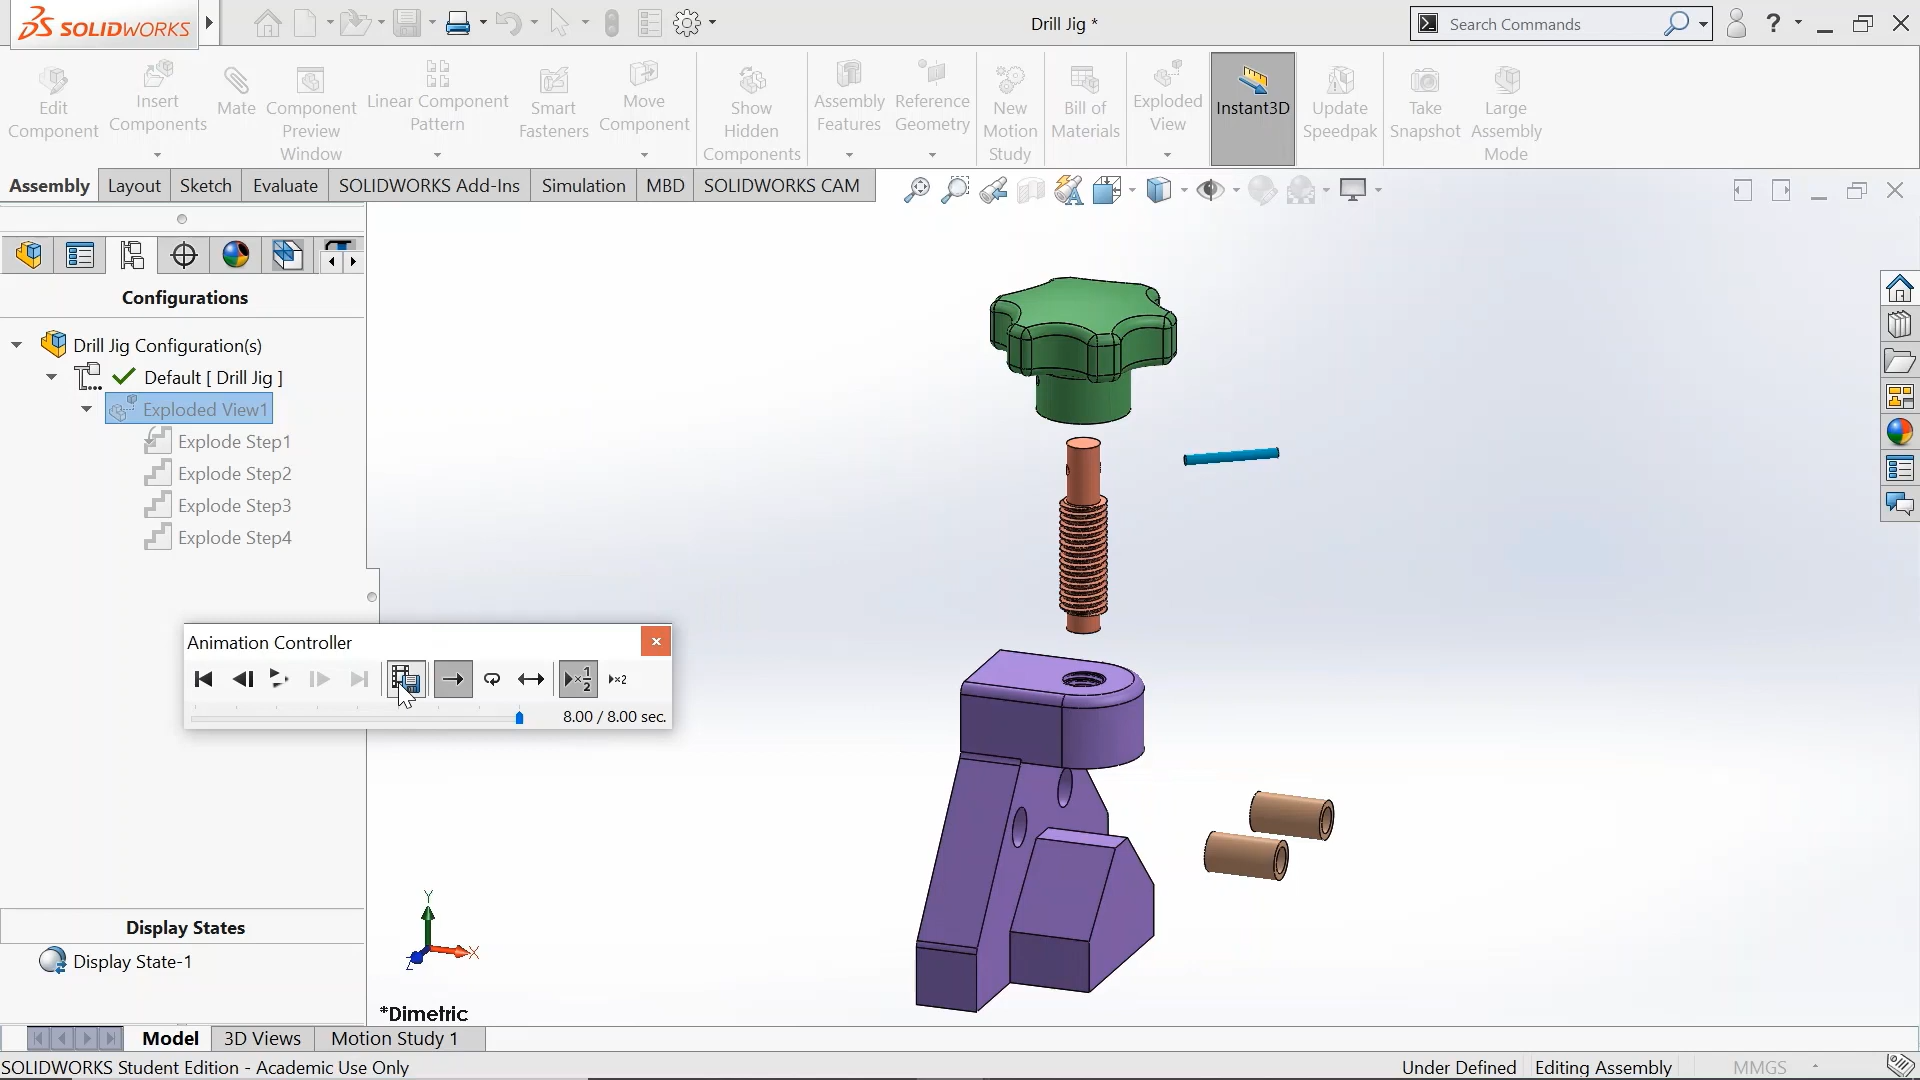 SOLIDWORKS
Drill Jig *
Search Commands
?
Edit Component
Insert Components
Mate
Component Preview Window
Linear Component Pattern
Smart Fasteners
Move Component
Show Hidden Components
Assembly Features
Reference Geometry
New Motion Study
Bill of Materials
Exploded View
Instant3D
Update Speedpak
Take Snapshot
Large Assembly Mode
Assembly
Layout
Sketch
Evaluate
SOLIDWORKS Add-Ins
Simulation
MBD
SOLIDWORKS CAM
Configurations
Drill Jig Configuration(s)
Default [ Drill Jig ]
Exploded View1
Explode Step1
Explode Step2
Explode Step3
Explode Step4
Animation Controller
×1/2
×2
8.00 / 8.00 sec.
Display States
Display State-1
Y
X
Z
*Dimetric
Model
3D Views
Motion Study 1
SOLIDWORKS Student Edition - Academic Use Only
Under Defined
Editing Assembly
MMGS